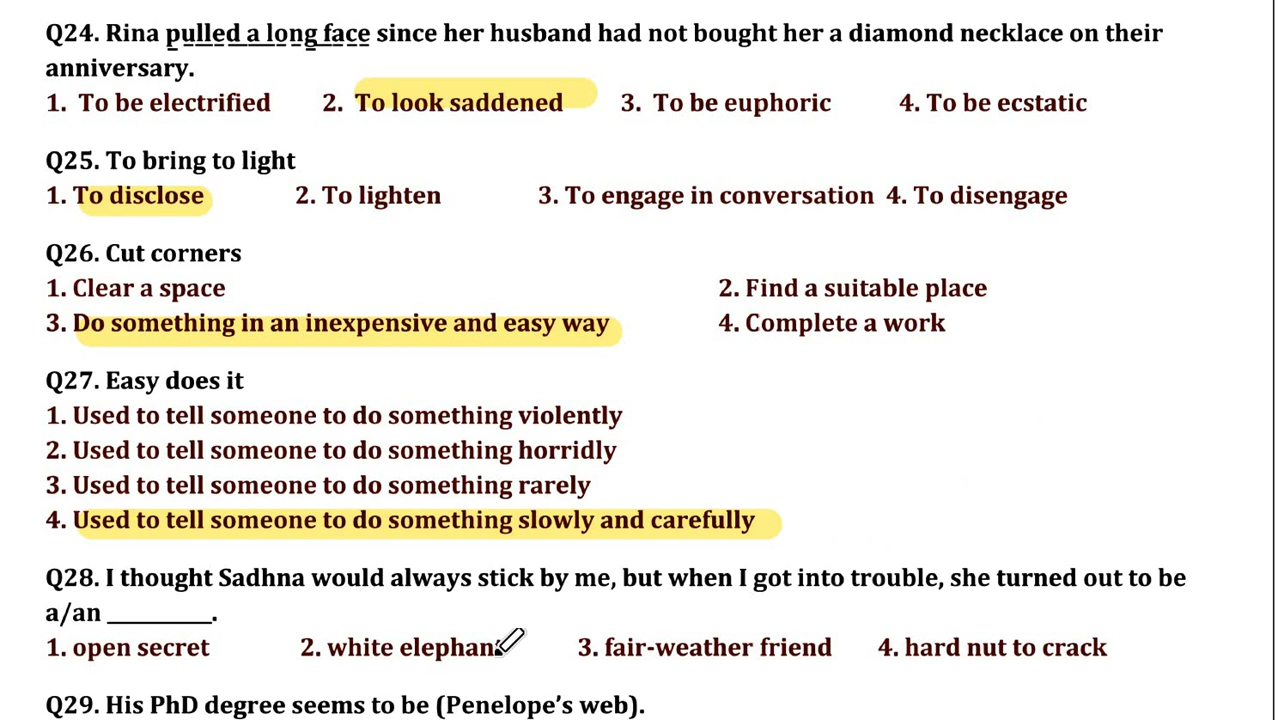 Q24. Rina pulled a long face since her husband had not bought her a diamond necklace on their
anniversary.
1. To be electrified 2. To look saddened 3. To be euphoric 4. To be ecstatic
Q25. To bring to light
1. To disclose 2. To lighten 3. To engage in conversation 4. To disengage
Q26. Cut corners
1. Clear a space 2. Find a suitable place
3. Do something in an inexpensive and easy way 4. Complete a work
Q27. Easy does it
1. Used to tell someone to do something violently
2. Used to tell someone to do something horridly
3. Used to tell someone to do something rarely
4. Used to tell someone to do something slowly and carefully
Q28. I thought Sadhna would always stick by me, but when I got into trouble, she turned out to be
a/an _________.
1. open secret 2. white elephant 3. fair-weather friend 4. hard nut to crack
Q29. His PhD degree seems to be (Penelope's web).